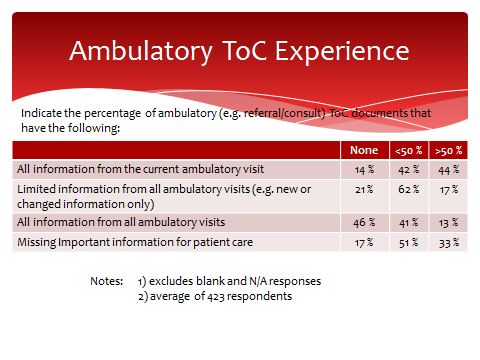 Ambulatory ToC Experience
Indicate the percentage of ambulatory (e.g. referral/consult) ToC documents that
have the following:
None <50 % >50 %
All information from the current ambulatory visit 14 % 42 % 44 %
Limited information from all ambulatory visits (e.g. new or
changed information only) 21 % 62 % 17 %
All information from all ambulatory visits 46 % 41 % 13 %
Missing Important information for patient care 17 % 51 % 33 %
Notes: 1) excludes blank and N/A responses
2) average of 423 respondents